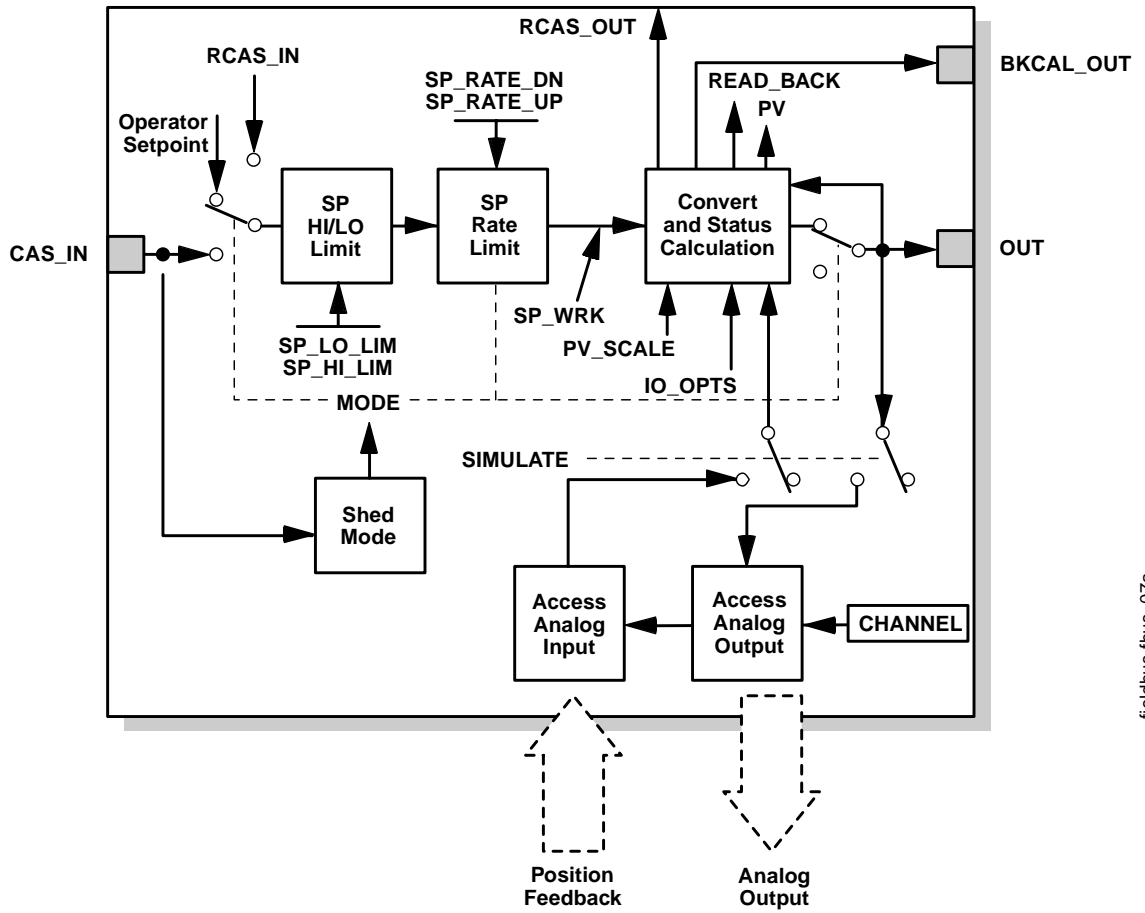 RCAS_OUT
RCAS_IN
BKCAL_OUT
SP_RATE_DN
SP_RATE_UP
READ_BACK
PV
Operator
Setpoint
SP
HI/LO
Limit
SP
Rate
Limit
Convert
and Status
Calculation
CAS_IN
OUT
SP_WRK
SP_LO_LIM
SP_HI_LIM
PV_SCALE
IO_OPTS
MODE
SIMULATE
Shed
Mode
Access
Analog
Input
Access
Analog
Output
CHANNEL
Position
Feedback
Analog
Output